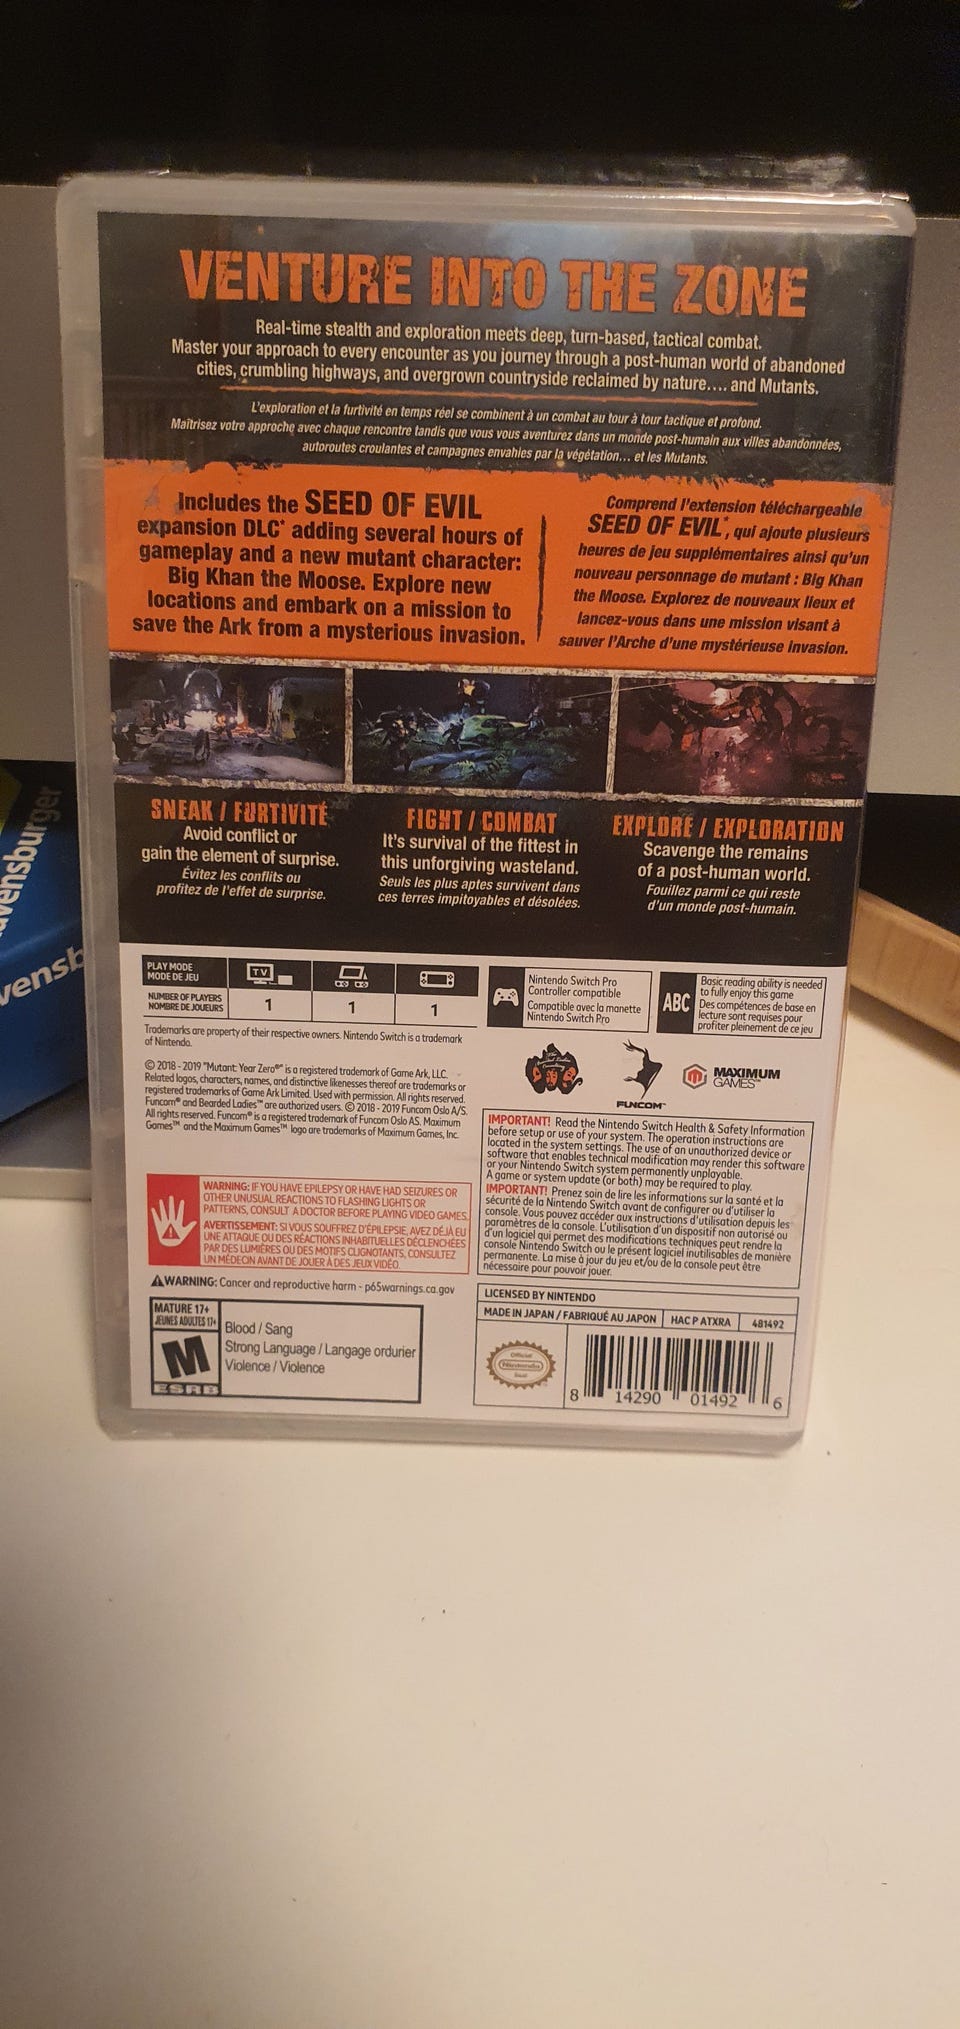 VENTURE INTO THE ZONE
Real-time stealth and exploration meets deep, turn-based, tactical combat.
Master your approach to every encounter as you journey through a post-human world of abandoned
cities, crumbling highways, and overgrown countryside reclaimed by nature.... and Mutants.
L'exploration et la furtivité en temps réel se combinent à un combat au tour à tour tactique et profond.
Maîtrisez votre approche avec chaque rencontre tandis que vous vous aventurez dans un monde post-humain aux villes abandonnées,
autoroutes croulantes et campagnes envahies par la végétation... et les Mutants.
Includes the SEED OF EVIL
expansion DLC* adding several hours of
gameplay and a new mutant character:
Big Khan the Moose. Explore new
locations and embark on a mission to
save the Ark from a mysterious invasion.
Comprend l'extension téléchargeable
SEED OF EVIL*, qui ajoute plusieurs
heures de jeu supplémentaires ainsi qu'un
nouveau personnage de mutant : Big Khan
the Moose. Explorez de nouveaux lieux et
lancez-vous dans une mission visant à
sauver l'Arche d'une mystérieuse invasion.
SNEAK / FURTIVITÉ
Avoid conflict or
gain the element of surprise.
Évitez les conflits ou
profitez de l'effet de surprise.
FIGHT / COMBAT
It's survival of the fittest in
this unforgiving wasteland.
Seuls les plus aptes survivent dans
ces terres impitoyables et désolées.
EXPLORE / EXPLORATION
Scavenge the remains
of a post-human world.
Fouillez parmi ce qui reste
d'un monde post-humain.
PLAY MODE
MODE DE JEU
TV
NUMBER OF PLAYERS
NOMBRE DE JOUEURS
1
1
1
Nintendo Switch Pro
Controller compatible
Compatible avec la manette
Nintendo Switch Pro
ABC
Basic reading ability is needed
to fully enjoy this game
Des compétences de base en
lecture sont requises pour
profiter pleinement de ce jeu
Trademarks are property of their respective owners. Nintendo Switch is a trademark
of Nintendo.
© 2018 - 2019 "Mutant: Year Zero®" is a registered trademark of Game Ark, LLC.
Related logos, characters, names, and distinctive likenesses thereof are trademarks or
registered trademarks of Game Ark Limited. Used with permission. All rights reserved.
Funcom® and Bearded Ladies™ are authorized users. © 2018 - 2019 Funcom Oslo A/S.
All rights reserved. Funcom® is a registered trademark of Funcom Oslo AS. Maximum
Games™ and the Maximum Games™ logo are trademarks of Maximum Games, Inc.
FUNCOM™
MAXIMUM
GAMES™
IMPORTANT! Read the Nintendo Switch Health & Safety Information
before setup or use of your system. The operation instructions are
located in the system settings. The use of an unauthorized device or
software that enables technical modification may render this software
or your Nintendo Switch system permanently unplayable.
A game or system update (or both) may be required to play.
IMPORTANT! Prenez soin de lire les informations sur la santé et la
sécurité de la Nintendo Switch avant de configurer ou d'utiliser la
console. Vous pouvez accéder aux instructions d'utilisation depuis les
paramètres de la console. L'utilisation d'un dispositif non autorisé ou
d'un logiciel qui permet des modifications techniques peut rendre la
console Nintendo Switch ou le présent logiciel inutilisables de manière
permanente. La mise à jour du jeu et/ou de la console peut être
nécessaire pour pouvoir jouer.
WARNING: IF YOU HAVE EPILEPSY OR HAVE HAD SEIZURES OR
OTHER UNUSUAL REACTIONS TO FLASHING LIGHTS OR
PATTERNS, CONSULT A DOCTOR BEFORE PLAYING VIDEO GAMES.
AVERTISSEMENT: SI VOUS SOUFFREZ D'ÉPILEPSIE, AVEZ DÉJÀ EU
UNE ATTAQUE OU DES RÉACTIONS INHABITUELLES DÉCLENCHÉES
PAR DES LUMIÈRES OU DES MOTIFS CLIGNOTANTS, CONSULTEZ
UN MÉDECIN AVANT DE JOUER À DES JEUX VIDÉO.
⚠WARNING: Cancer and reproductive harm - p65warnings.ca.gov
MATURE 17+
JEUNES ADULTES 17+
M
ESRB
Blood / Sang
Strong Language / Langage ordurier
Violence / Violence
LICENSED BY NINTENDO
MADE IN JAPAN / FABRIQUÉ AU JAPON
HAC P ATXRA
481492
Official
Nintendo
Seal
8 14290 01492 6
vensburger
vensb